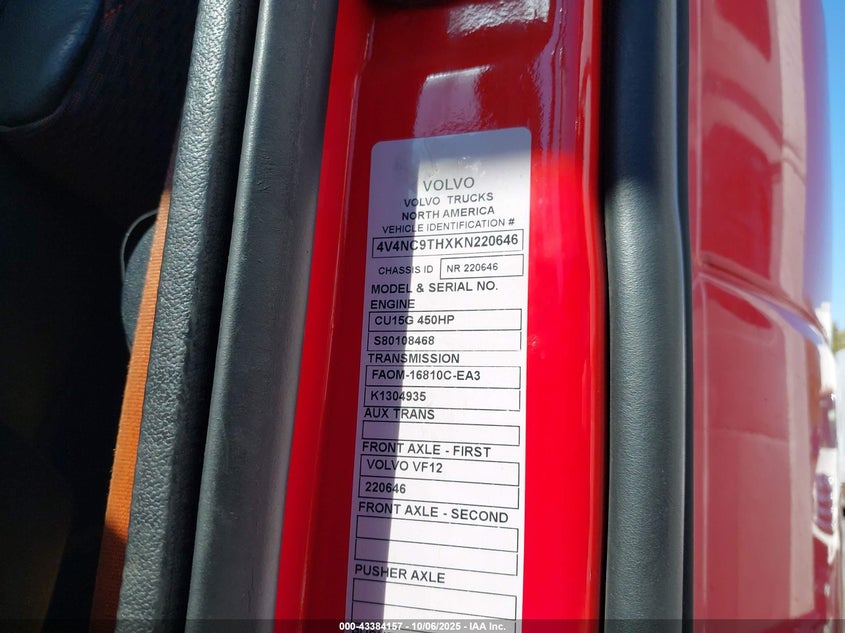 VOLVO
VOLVO TRUCKS
NORTH AMERICA
VEHICLE IDENTIFICATION #
4V4NC9THXKN220646
CHASSIS ID NR 220646
MODEL & SERIAL NO.
ENGINE
CU15G 450HP
S80108468
TRANSMISSION
FAOM-16810C-EA3
K1304935
AUX TRANS
FRONT AXLE - FIRST
VOLVO VF12
220646
FRONT AXLE - SECOND
PUSHER AXLE
000-43384157 - 10/06/2025 - IAA Inc.